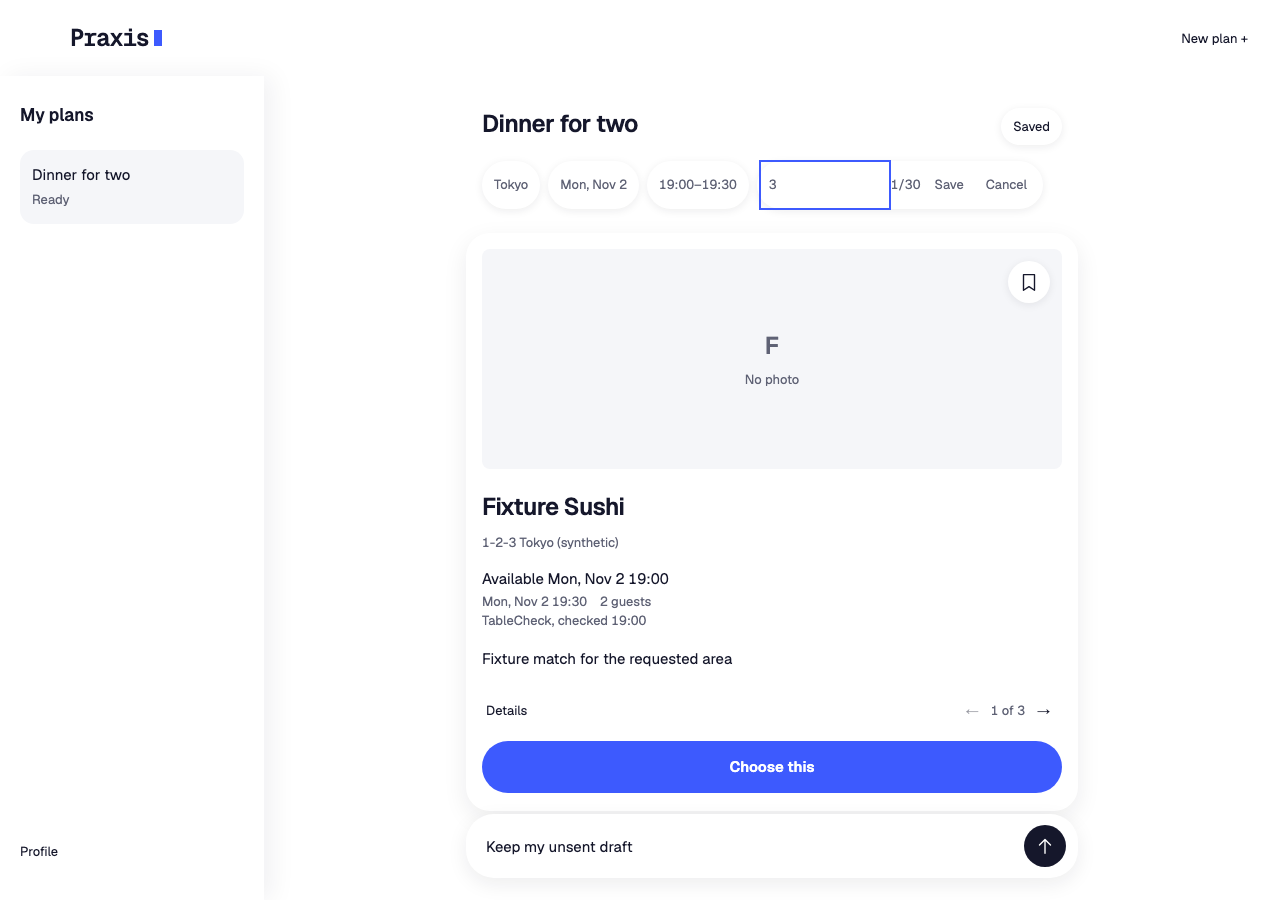 Praxis
New plan +
My plans
Dinner for two
Ready
Profile
Dinner for two
Saved
Tokyo
Mon, Nov 2
19:00–19:30
3
1/30
Save
Cancel
F
No photo
Fixture Sushi
1-2-3 Tokyo (synthetic)
Available Mon, Nov 2 19:00
Mon, Nov 2 19:30 2 guests
TableCheck, checked 19:00
Fixture match for the requested area
Details
← 1 of 3 →
Choose this
Keep my unsent draft